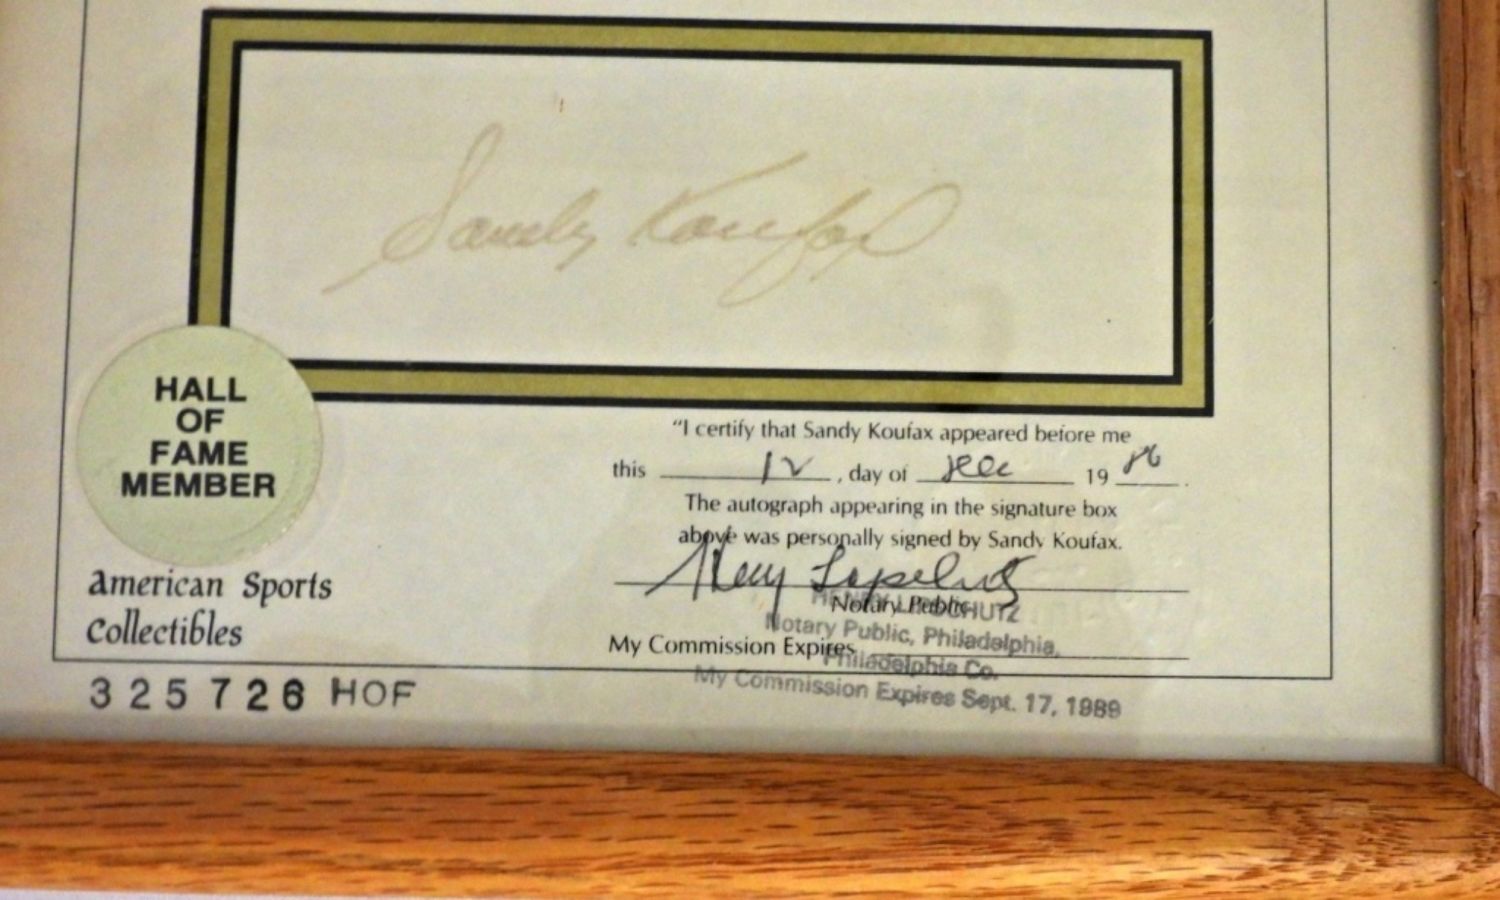 Sandy Koufax
HALL
OF
FAME
MEMBER
"I certify that Sandy Koufax appeared before me
this 12, day of Dec 19 86.
The autograph appearing in the signature box
above was personally signed by Sandy Koufax.
Notary Public
HENRY LIPSCHUTZ
Notary Public, Philadelphia,
My Commission Expires
Philadelphia Co.
My Commission Expires Sept. 17, 1989
American Sports
Collectibles
325726 HOF